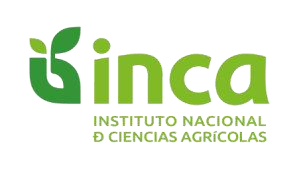 inca
INSTITUTO NACIONAL
Ð CIENCIAS AGRÍCOLAS